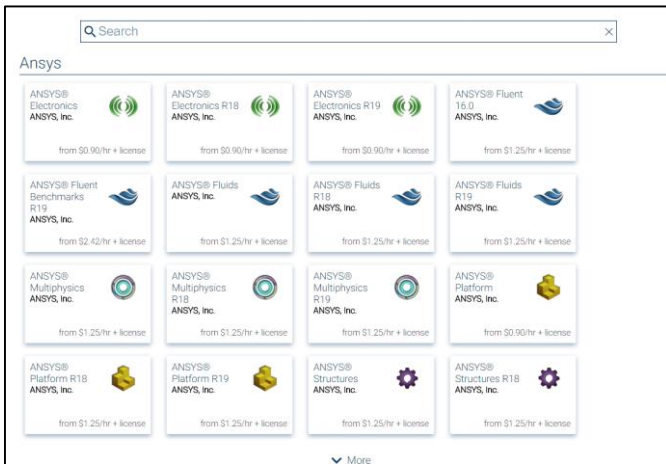 Search
Ansys
ANSYS®
Electronics
ANSYS, Inc.
from $0.90/hr + license
ANSYS®
Electronics R18
ANSYS, Inc.
from $0.90/hr + license
ANSYS®
Electronics R19
ANSYS, Inc.
from $0.90/hr + license
ANSYS® Fluent
16.0
ANSYS, Inc.
from $1.25/hr + license
ANSYS® Fluent
Benchmarks
R19
ANSYS, Inc.
from $2.42/hr + license
ANSYS® Fluids
ANSYS, Inc.
from $1.25/hr + license
ANSYS® Fluids
R18
ANSYS, Inc.
from $1.25/hr + license
ANSYS® Fluids
R19
ANSYS, Inc.
from $1.25/hr + license
ANSYS®
Multiphysics
ANSYS, Inc.
from $1.25/hr + license
ANSYS®
Multiphysics
R18
ANSYS, Inc.
from $1.25/hr + license
ANSYS®
Multiphysics
R19
ANSYS, Inc.
from $1.25/hr + license
ANSYS®
Platform
ANSYS, Inc.
from $0.90/hr + license
ANSYS®
Platform R18
ANSYS, Inc.
from $1.25/hr + license
ANSYS®
Platform R19
ANSYS, Inc.
from $1.25/hr + license
ANSYS®
Structures
ANSYS, Inc.
from $1.25/hr + license
ANSYS®
Structures R18
ANSYS, Inc.
from $1.25/hr + license
More